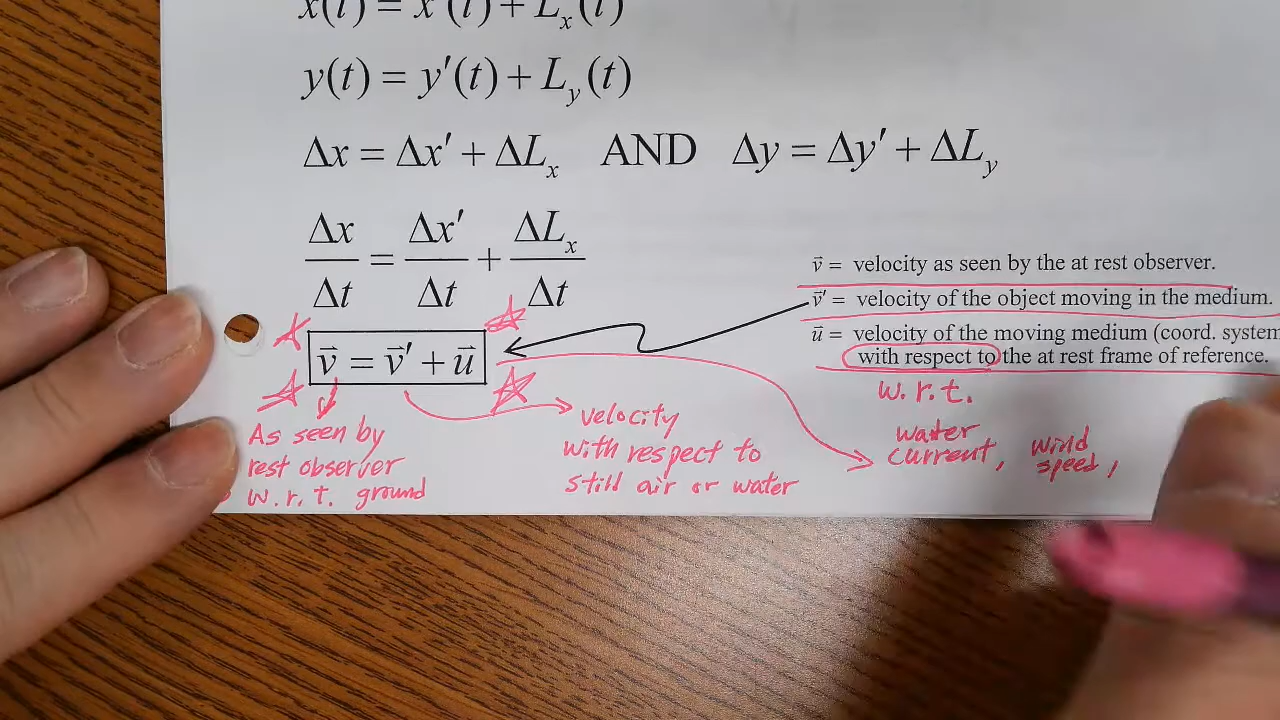 x(t) = x′(t) + Lₓ(t)
y(t) = y′(t) + L_y(t)
Δx = Δx′ + ΔLₓ AND Δy = Δy′ + ΔL_y
Δx/Δt = Δx′/Δt + ΔLₓ/Δt
v⃗ = velocity as seen by the at rest observer.
v⃗′ = velocity of the object moving in the medium.
u⃗ = velocity of the moving medium (coord. system
with respect to the at rest frame of reference.
w.r.t.
v⃗ = v⃗′ + u⃗
As seen by
rest observer
w.r.t. ground
velocity
with respect to
still air or water
water
current,
wind
speed,